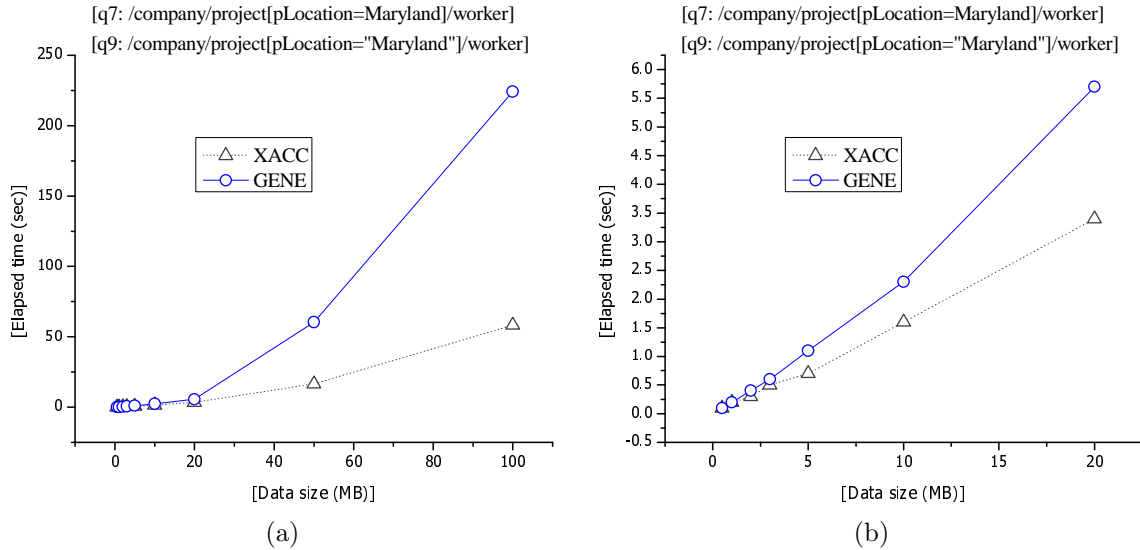 [q7: /company/project[pLocation=Maryland]/worker]
[q9: /company/project[pLocation="Maryland"]/worker]
250
200
150
100
50
0
[Elapsed time (sec)]
XACC
GENE
0 20 40 60 80 100
[Data size (MB)]
(a)
[q7: /company/project[pLocation=Maryland]/worker]
[q9: /company/project[pLocation="Maryland"]/worker]
6.0
5.5
5.0
4.5
4.0
3.5
3.0
2.5
2.0
1.5
1.0
0.5
0.0
-0.5
[Elapsed time (sec)]
XACC
GENE
0 5 10 15 20
[Data size (MB)]
(b)